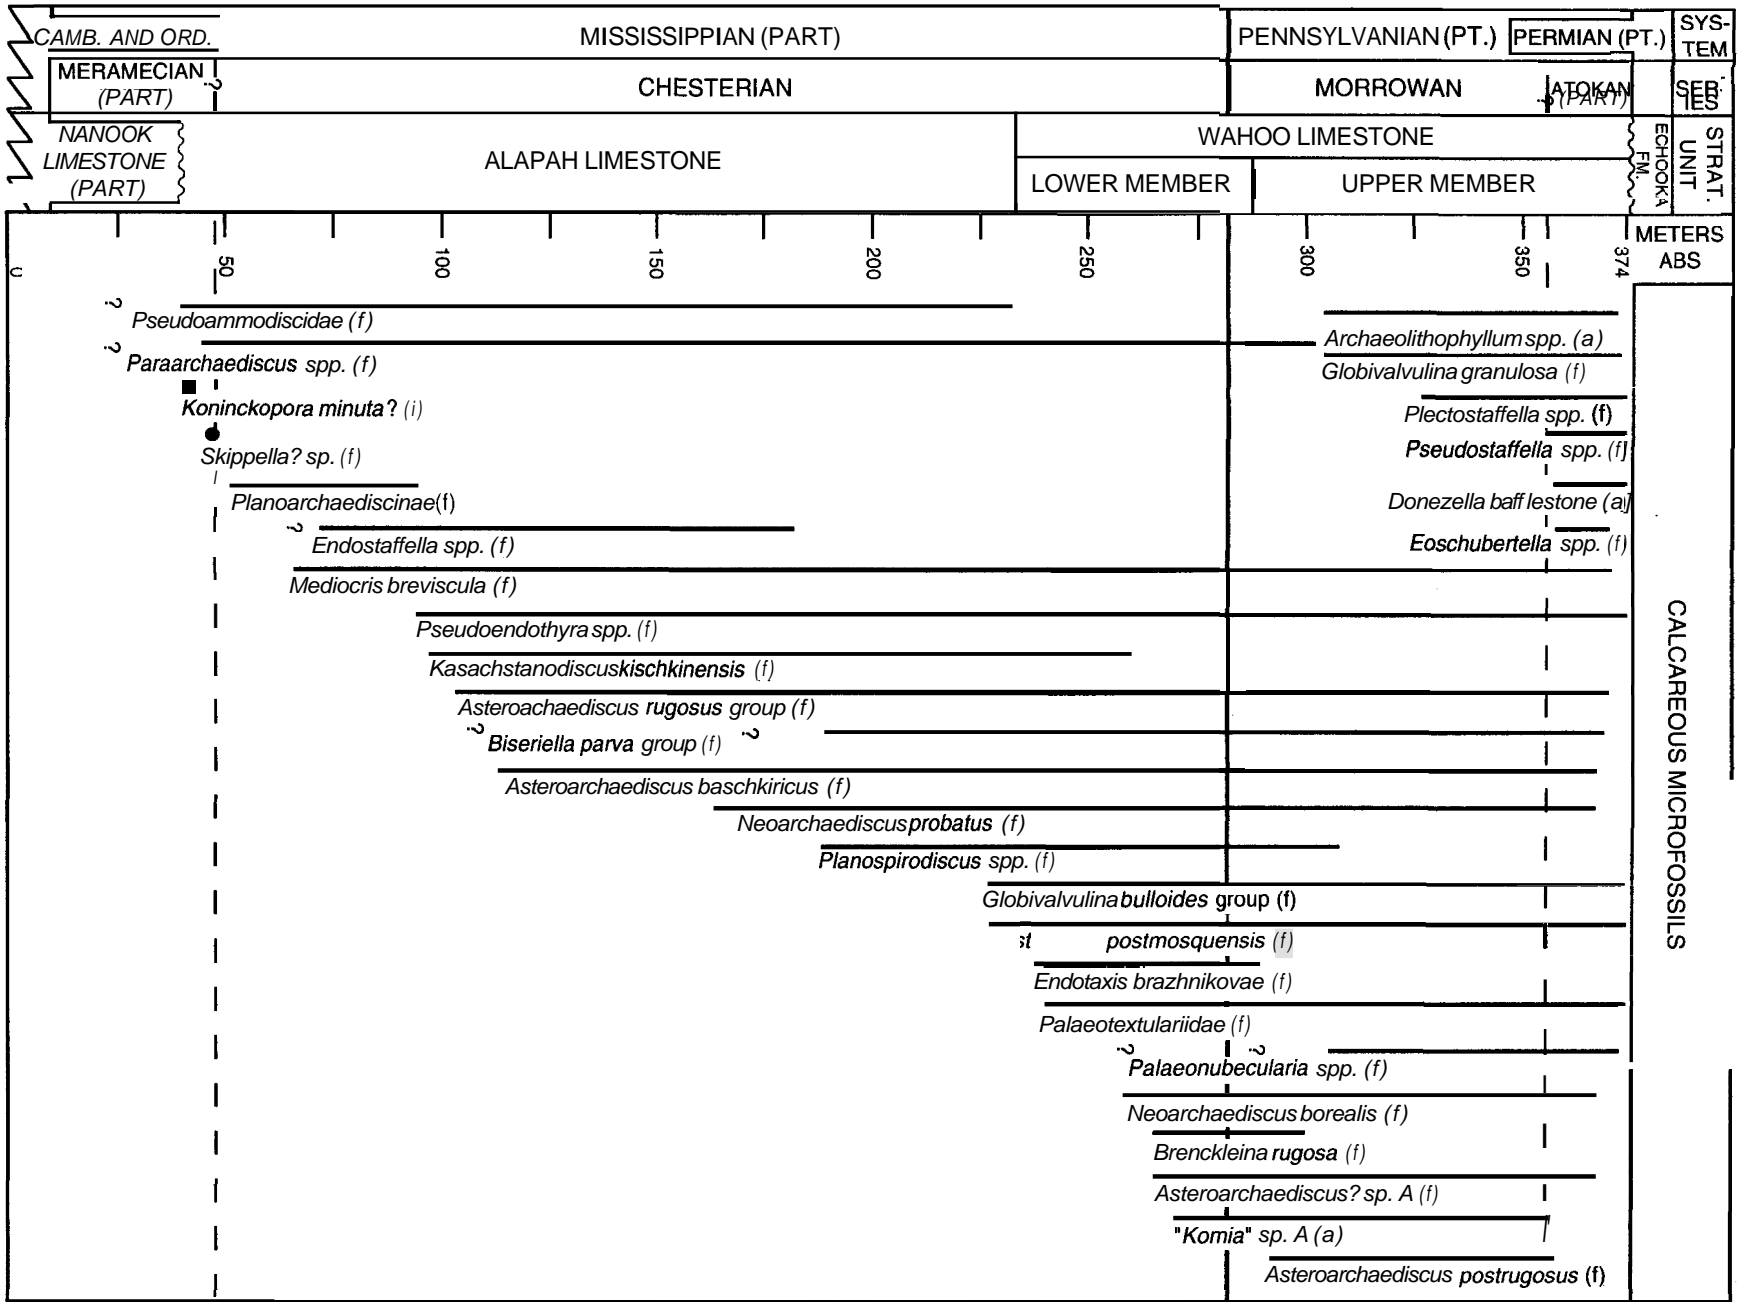 CAMB. AND ORD.
MISSISSIPPIAN (PART)
PENNSYLVANIAN (PT.)
PERMIAN (PT.)
SYS-
TEM
MERAMECIAN
(PART)
?
CHESTERIAN
MORROWAN
ATOKAN
? (PART)
SER-
IES
NANOOK
LIMESTONE
(PART)
ALAPAH LIMESTONE
WAHOO LIMESTONE
LOWER MEMBER
UPPER MEMBER
ECHOOKA
FM.
STRAT.
UNIT
0
50
100
150
200
250
300
350
374
METERS
ABS
?
Pseudoammodiscidae (f)
Archaeolithophyllum spp. (a)
?
Paraarchaediscus spp. (f)
Globivalvulina granulosa (f)
Koninckopora minuta? (i)
Plectostaffella spp. (f)
Skippella? sp. (f)
Pseudostaffella spp. (f]
Planoarchaediscinae(f)
Donezella baff lestone (a]
?
Endostaffella spp. (f)
Eoschubertella spp. (f)
Mediocris breviscula (f)
Pseudoendothyra spp. (f)
Kasachstanodiscus kischkinensis (f)
Asteroachaediscus rugosus group (f)
? Biseriella parva group (f) ?
Asteroarchaediscus baschkiricus (f)
Neoarchaediscus probatus (f)
Planospirodiscus spp. (f)
Globivalvulina bulloides group (f)
st postmosquensis (f)
Endotaxis brazhnikovae (f)
Palaeotextulariidae (f)
? ?
Palaeonubecularia spp. (f)
Neoarchaediscus borealis (f)
Brenckleina rugosa (f)
Asteroarchaediscus? sp. A (f)
"Komia" sp. A (a)
Asteroarchaediscus postrugosus (f)
CALCAREOUS MICROFOSSILS